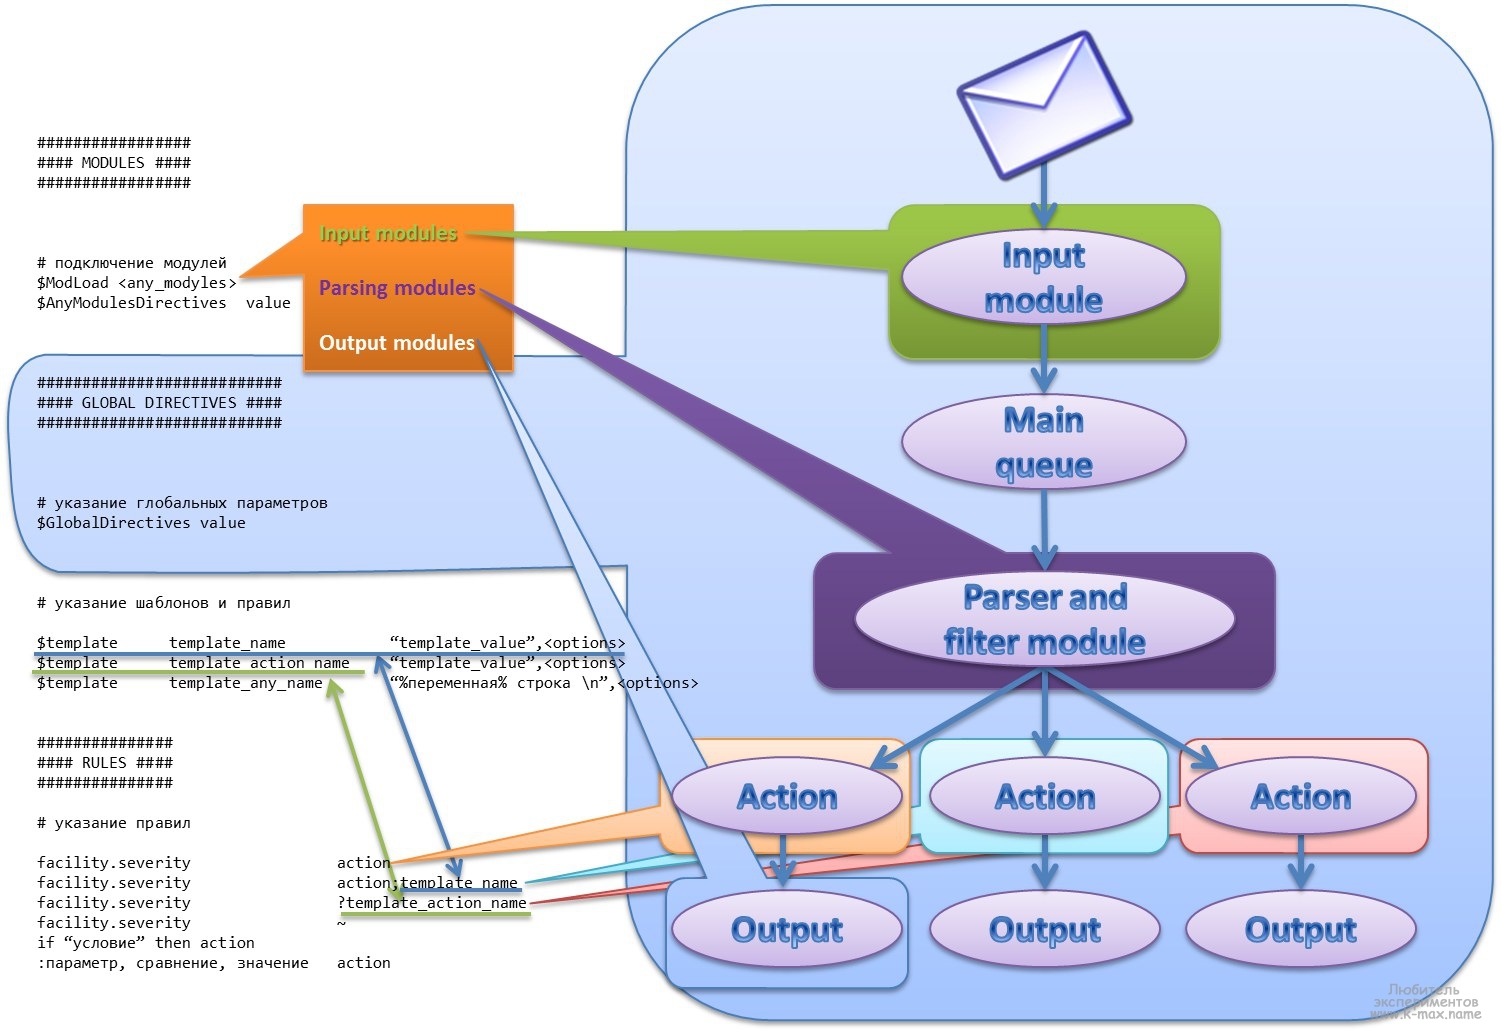 #################
#### MODULES ####
#################
# подключение модулей
$ModLoad <any_modyles>
$AnyModulesDirectives  value
Input modules
Parsing modules
Output modules
###########################
#### GLOBAL DIRECTIVES ####
###########################
# указание глобальных параметров
$GlobalDirectives value
# указание шаблонов и правил
$template template_name “template_value”,<options>
$template template_action_name “template_value”,<options>
$template template_any_name “%переменная% строка \n”,<options>
###############
#### RULES ####
###############
# указание правил
facility.severity action
facility.severity action;template_name
facility.severity ?template_action_name
facility.severity ~
if “условие” then action
:параметр, сравнение, значение action
Input
module
Main
queue
Parser and
filter module
Action Action Action
Output Output Output
Любитель
экспериментов
www.k-max.name